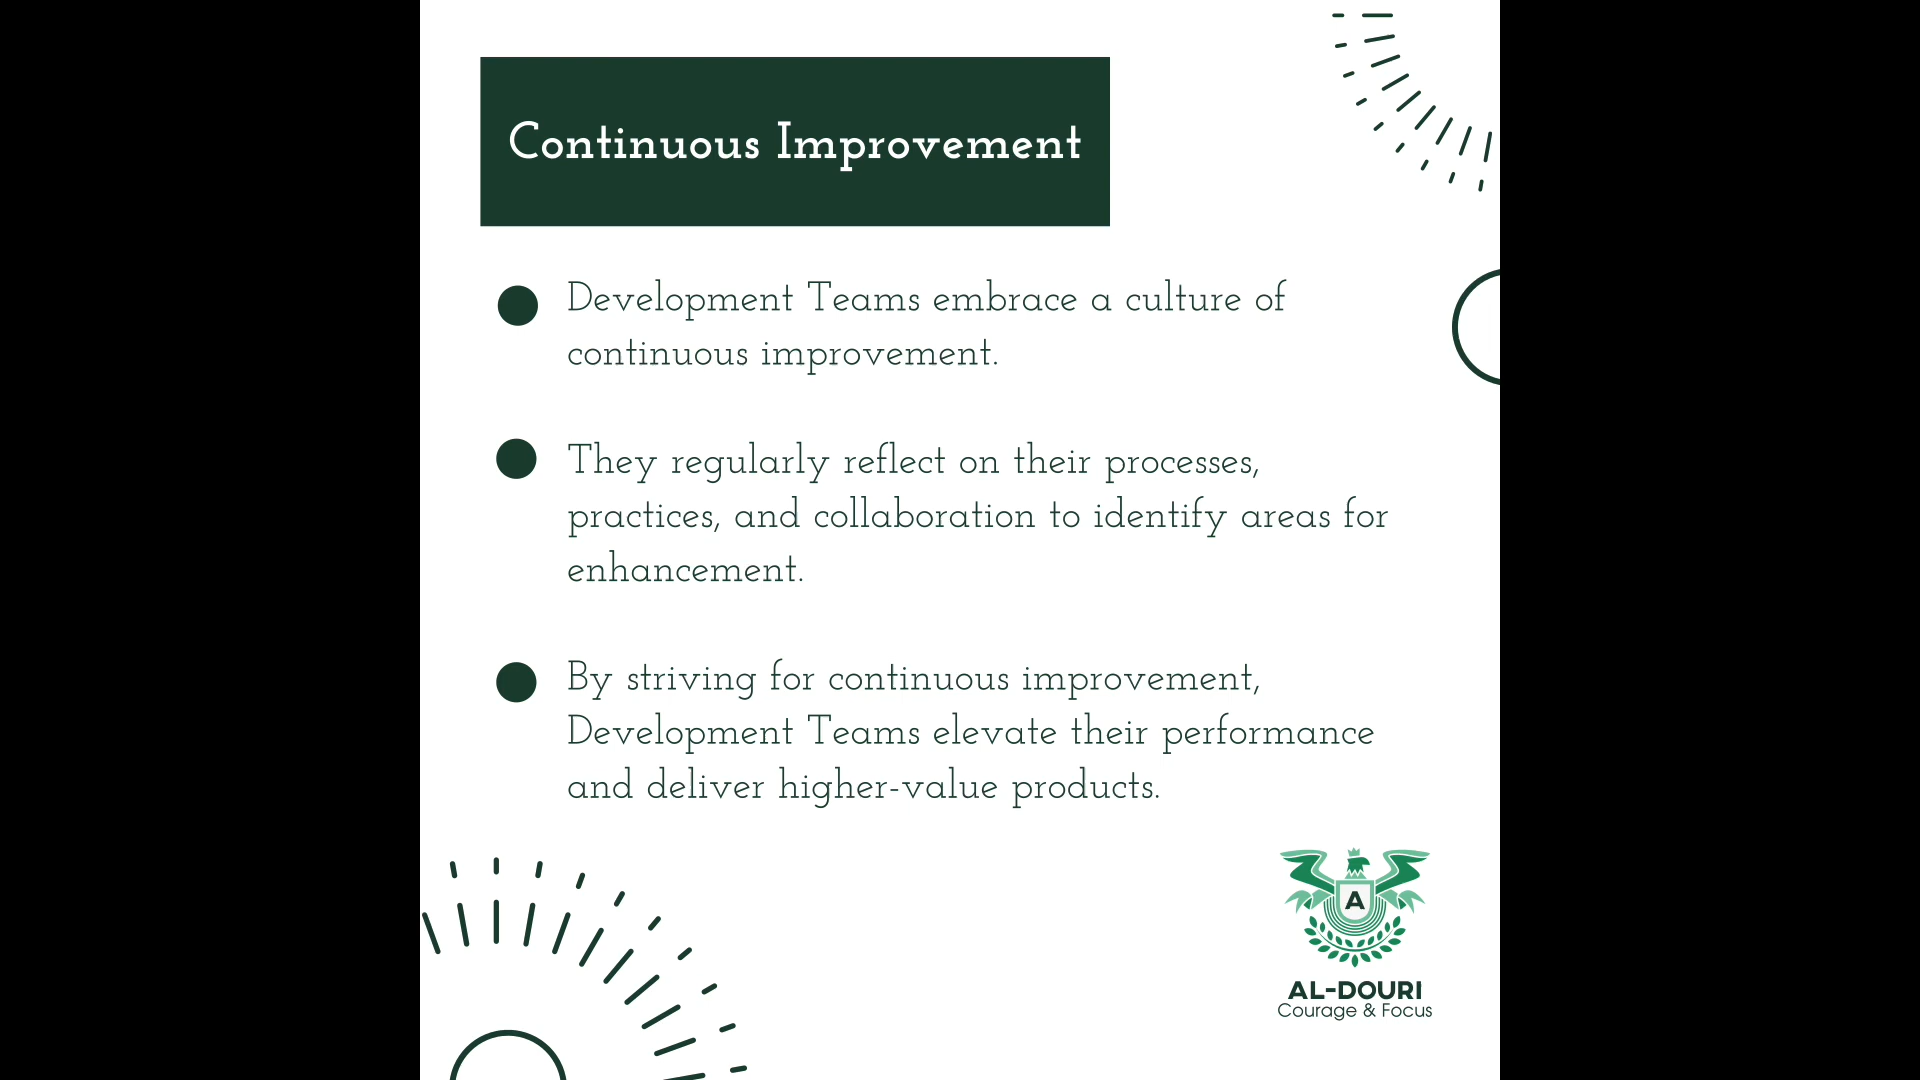 Continuous Improvement
Development Teams embrace a culture of
continuous improvement.
They regularly reflect on their processes,
practices, and collaboration to identify areas for
enhancement.
By striving for continuous improvement,
Development Teams elevate their performance
and deliver higher-value products.
A
AL-DOURI
Courage & Focus